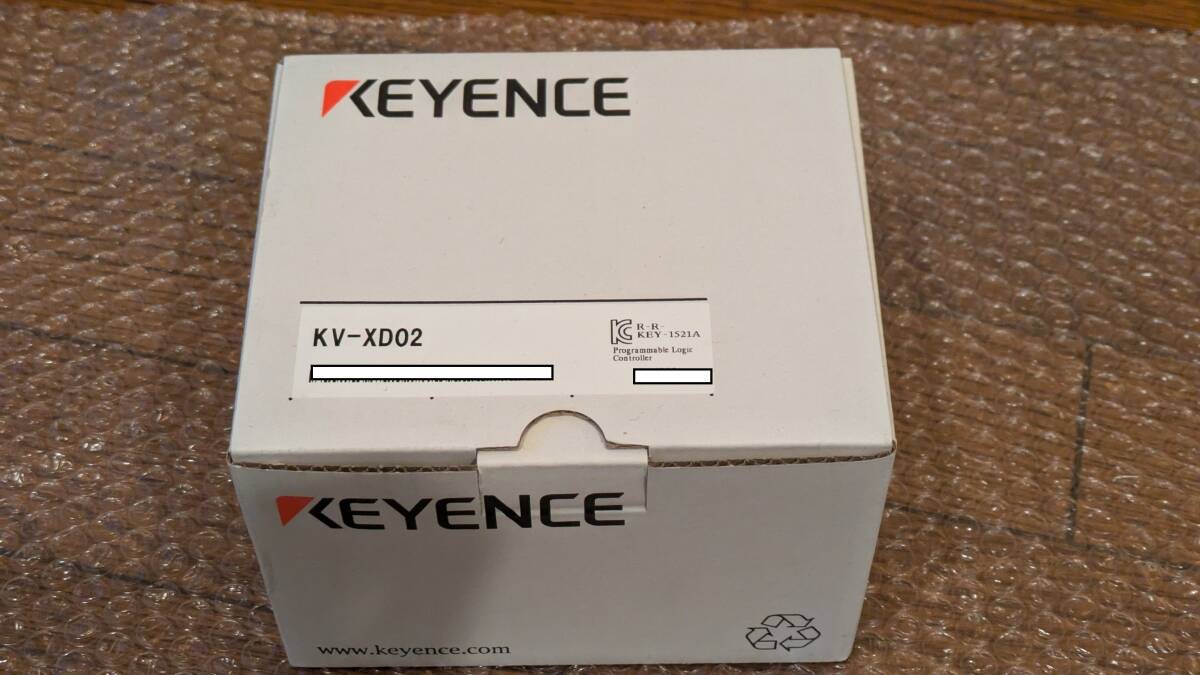 KEYENCE
KV-XD02
R-R-
KEY-1521A
Programmable Logic
Controller
KEYENCE
www.keyence.com